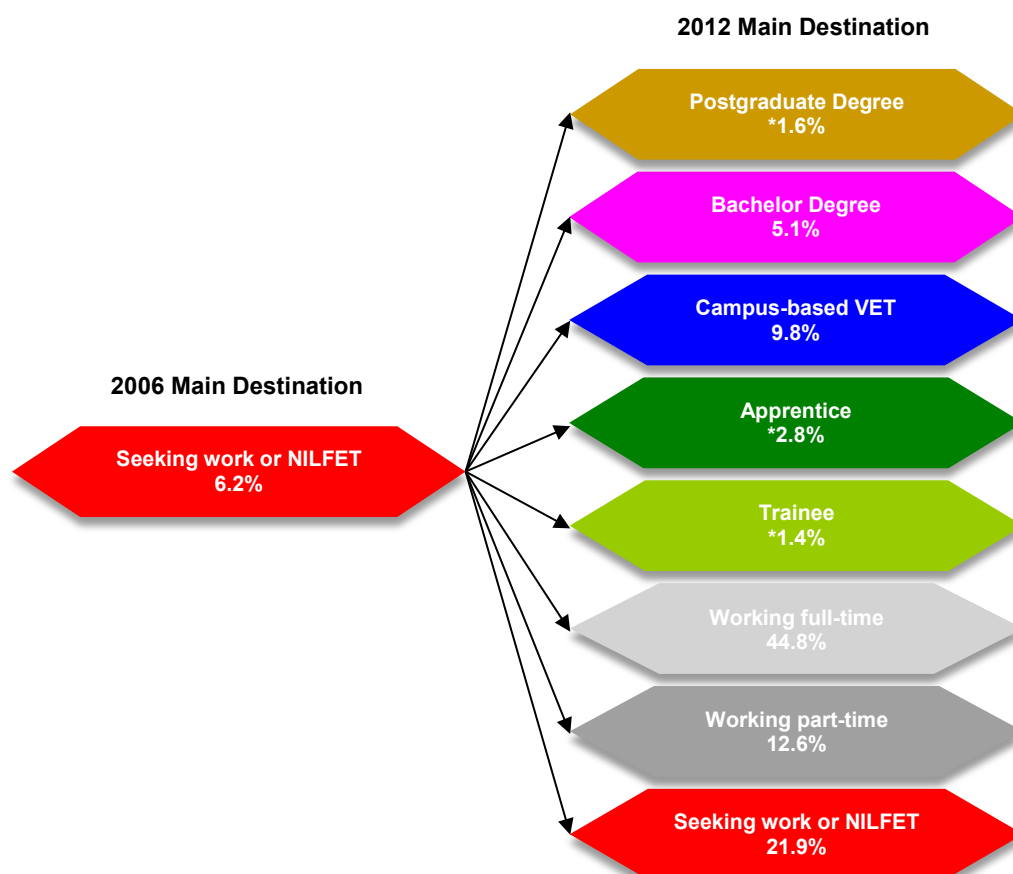 2012 Main Destination
Postgraduate Degree
*1.6%
Bachelor Degree
5.1%
Campus-based VET
9.8%
2006 Main Destination
Seeking work or NILFET
6.2%
Apprentice
*2.8%
Trainee
*1.4%
Working full-time
44.8%
Working part-time
12.6%
Seeking work or NILFET
21.9%